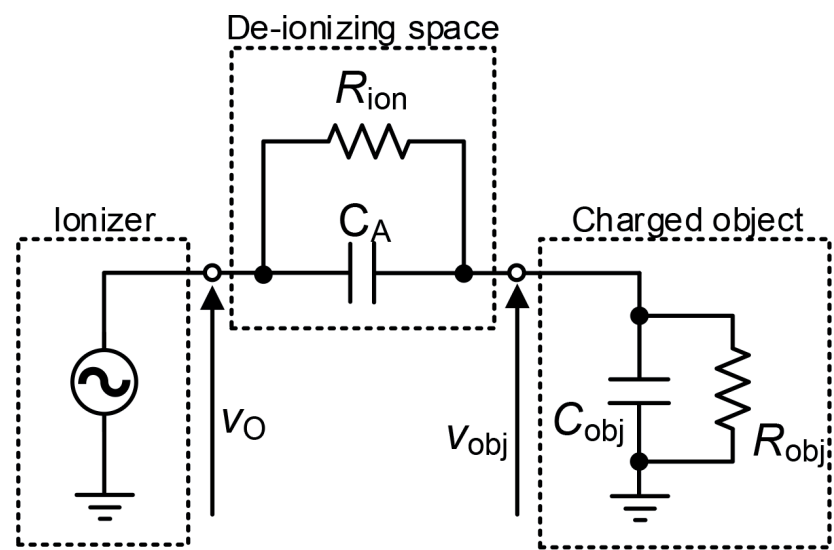 De-ionizing space
Rion
Ionizer
CA
Charged object
vO
vobj
Cobj
Robj